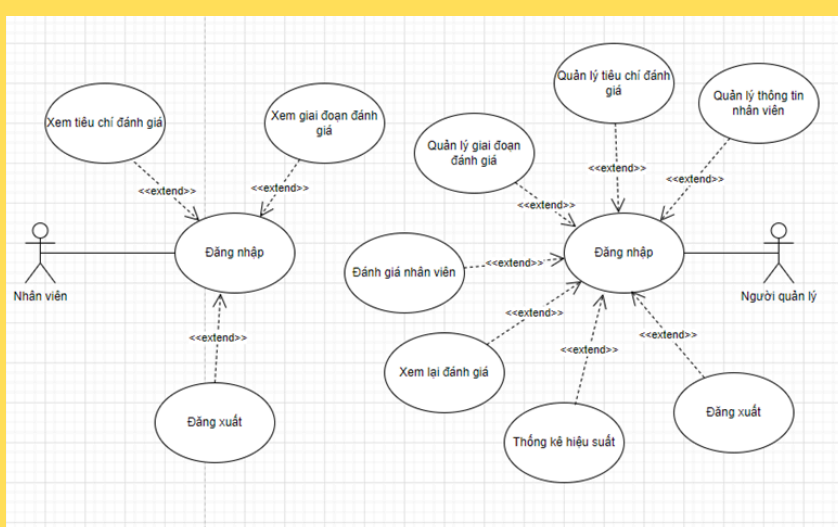 Xem tiêu chí đánh giá
Xem giai đoạn đánh
giá
<<extend>>
<<extend>>
Đăng nhập
Nhân viên
<<extend>>
Đăng xuất
Quản lý tiêu chí đánh
giá
Quản lý thông tin
nhân viên
Quản lý giai đoạn
đánh giá
<<extend>>
<<extend>>
<<extend>>
Đánh giá nhân viên
<<extend>>
Đăng nhập
Người quản lý
<<extend>>
<<extend>>
<<extend>>
Xem lại đánh giá
Thống kê hiệu suất
Đăng xuất